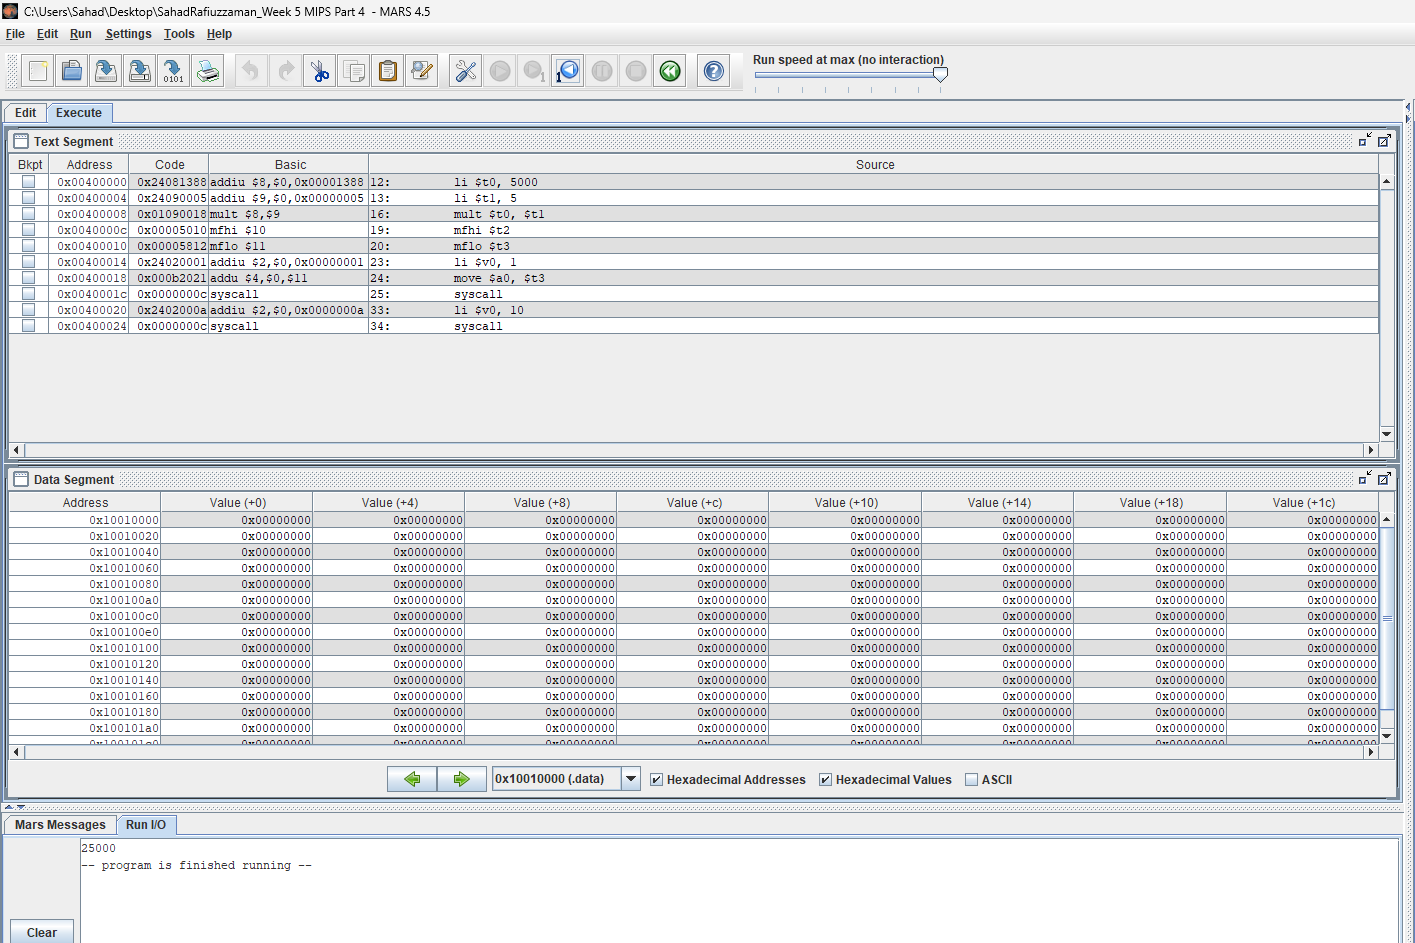 C:\Users\Sahad\Desktop\SahadRafiuzzaman_Week 5 MIPS Part 4  - MARS 4.5
File Edit Run Settings Tools Help
Run speed at max (no interaction)
Edit Execute
Text Segment
Bkpt Address Code Basic Source
0x00400000 0x24081388 addiu $8,$0,0x00001388 12: li $t0, 5000
0x00400004 0x24090005 addiu $9,$0,0x00000005 13: li $t1, 5
0x00400008 0x01090018 mult $8,$9 16: mult $t0, $t1
0x0040000c 0x00005010 mfhi $10 19: mfhi $t2
0x00400010 0x00005812 mflo $11 20: mflo $t3
0x00400014 0x24020001 addiu $2,$0,0x00000001 23: li $v0, 1
0x00400018 0x000b2021 addu $4,$0,$11 24: move $a0, $t3
0x0040001c 0x0000000c syscall 25: syscall
0x00400020 0x2402000a addiu $2,$0,0x0000000a 33: li $v0, 10
0x00400024 0x0000000c syscall 34: syscall
Data Segment
Address Value (+0) Value (+4) Value (+8) Value (+c) Value (+10) Value (+14) Value (+18) Value (+1c)
0x10010000 0x00000000 0x00000000 0x00000000 0x00000000 0x00000000 0x00000000 0x00000000 0x00000000
0x10010020 0x00000000 0x00000000 0x00000000 0x00000000 0x00000000 0x00000000 0x00000000 0x00000000
0x10010040 0x00000000 0x00000000 0x00000000 0x00000000 0x00000000 0x00000000 0x00000000 0x00000000
0x10010060 0x00000000 0x00000000 0x00000000 0x00000000 0x00000000 0x00000000 0x00000000 0x00000000
0x10010080 0x00000000 0x00000000 0x00000000 0x00000000 0x00000000 0x00000000 0x00000000 0x00000000
0x100100a0 0x00000000 0x00000000 0x00000000 0x00000000 0x00000000 0x00000000 0x00000000 0x00000000
0x100100c0 0x00000000 0x00000000 0x00000000 0x00000000 0x00000000 0x00000000 0x00000000 0x00000000
0x100100e0 0x00000000 0x00000000 0x00000000 0x00000000 0x00000000 0x00000000 0x00000000 0x00000000
0x10010100 0x00000000 0x00000000 0x00000000 0x00000000 0x00000000 0x00000000 0x00000000 0x00000000
0x10010120 0x00000000 0x00000000 0x00000000 0x00000000 0x00000000 0x00000000 0x00000000 0x00000000
0x10010140 0x00000000 0x00000000 0x00000000 0x00000000 0x00000000 0x00000000 0x00000000 0x00000000
0x10010160 0x00000000 0x00000000 0x00000000 0x00000000 0x00000000 0x00000000 0x00000000 0x00000000
0x10010180 0x00000000 0x00000000 0x00000000 0x00000000 0x00000000 0x00000000 0x00000000 0x00000000
0x100101a0 0x00000000 0x00000000 0x00000000 0x00000000 0x00000000 0x00000000 0x00000000 0x00000000
0x10010000 (.data) Hexadecimal Addresses Hexadecimal Values ASCII
Mars Messages Run I/O
25000
-- program is finished running --
Clear